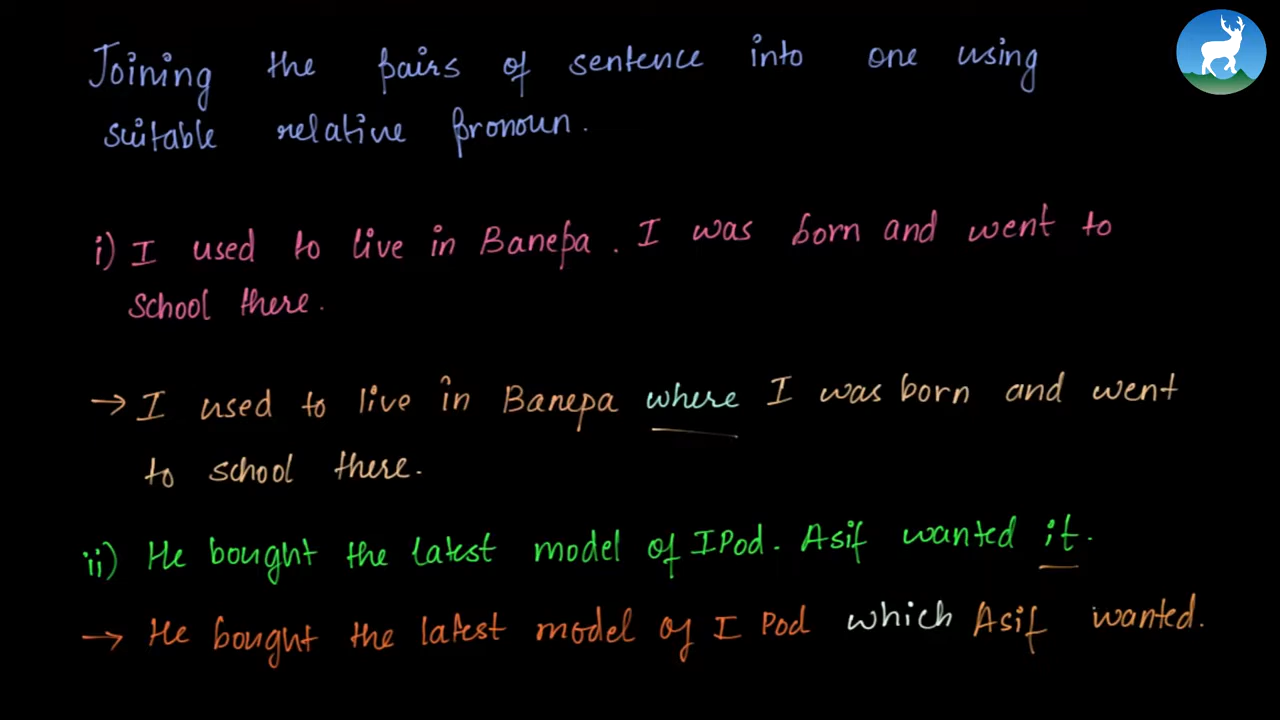 Joining the pairs of sentence into one using
suitable relative pronoun.
i) I used to live in Banepa. I was born and went to
school there.
→ I used to live in Banepa where I was born and went
to school there.
ii) He bought the latest model of IPod. Asif wanted it.
→ He bought the latest model of I Pod which Asif wanted.